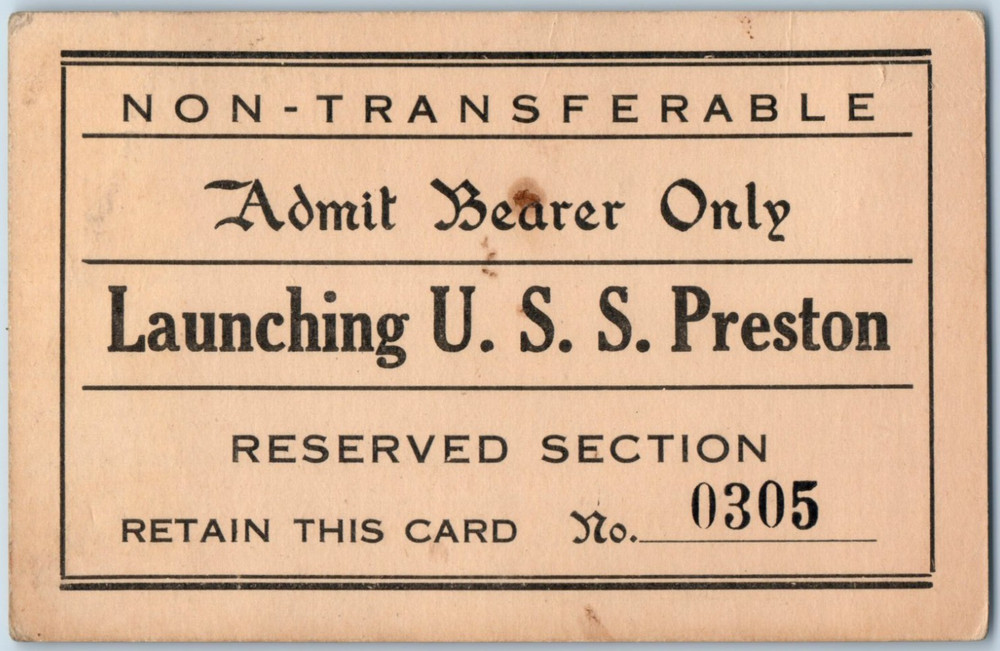 NON-TRANSFERABLE
Admit Bearer Only
Launching U. S. S. Preston
RESERVED SECTION
RETAIN THIS CARD No. 0305